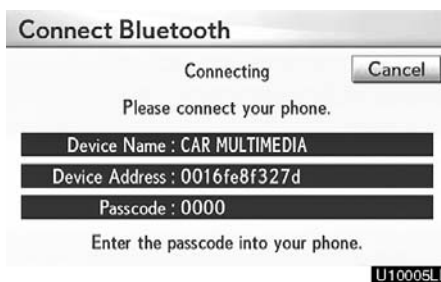 Connect Bluetooth
Connecting
Cancel
Please connect your phone.
Device Name : CAR MULTIMEDIA
Device Address : 0016fe8f327d
Passcode : 0000
Enter the passcode into your phone.
U10005L